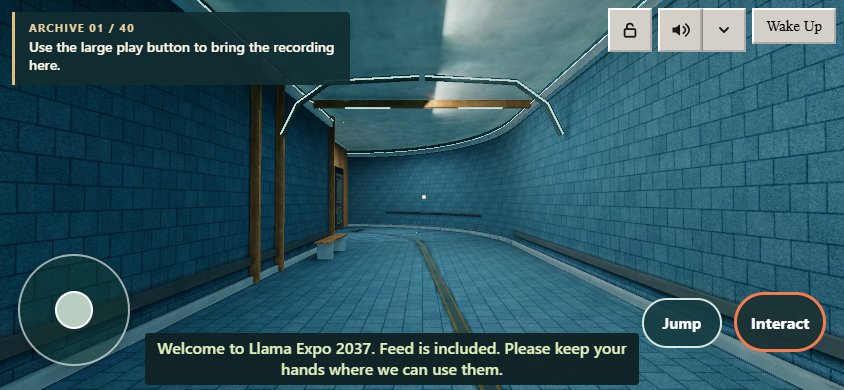 ARCHIVE 01 / 40
Use the large play button to bring the recording
here.
Wake Up
Jump
Interact
Welcome to Llama Expo 2037. Feed is included. Please keep your
hands where we can use them.